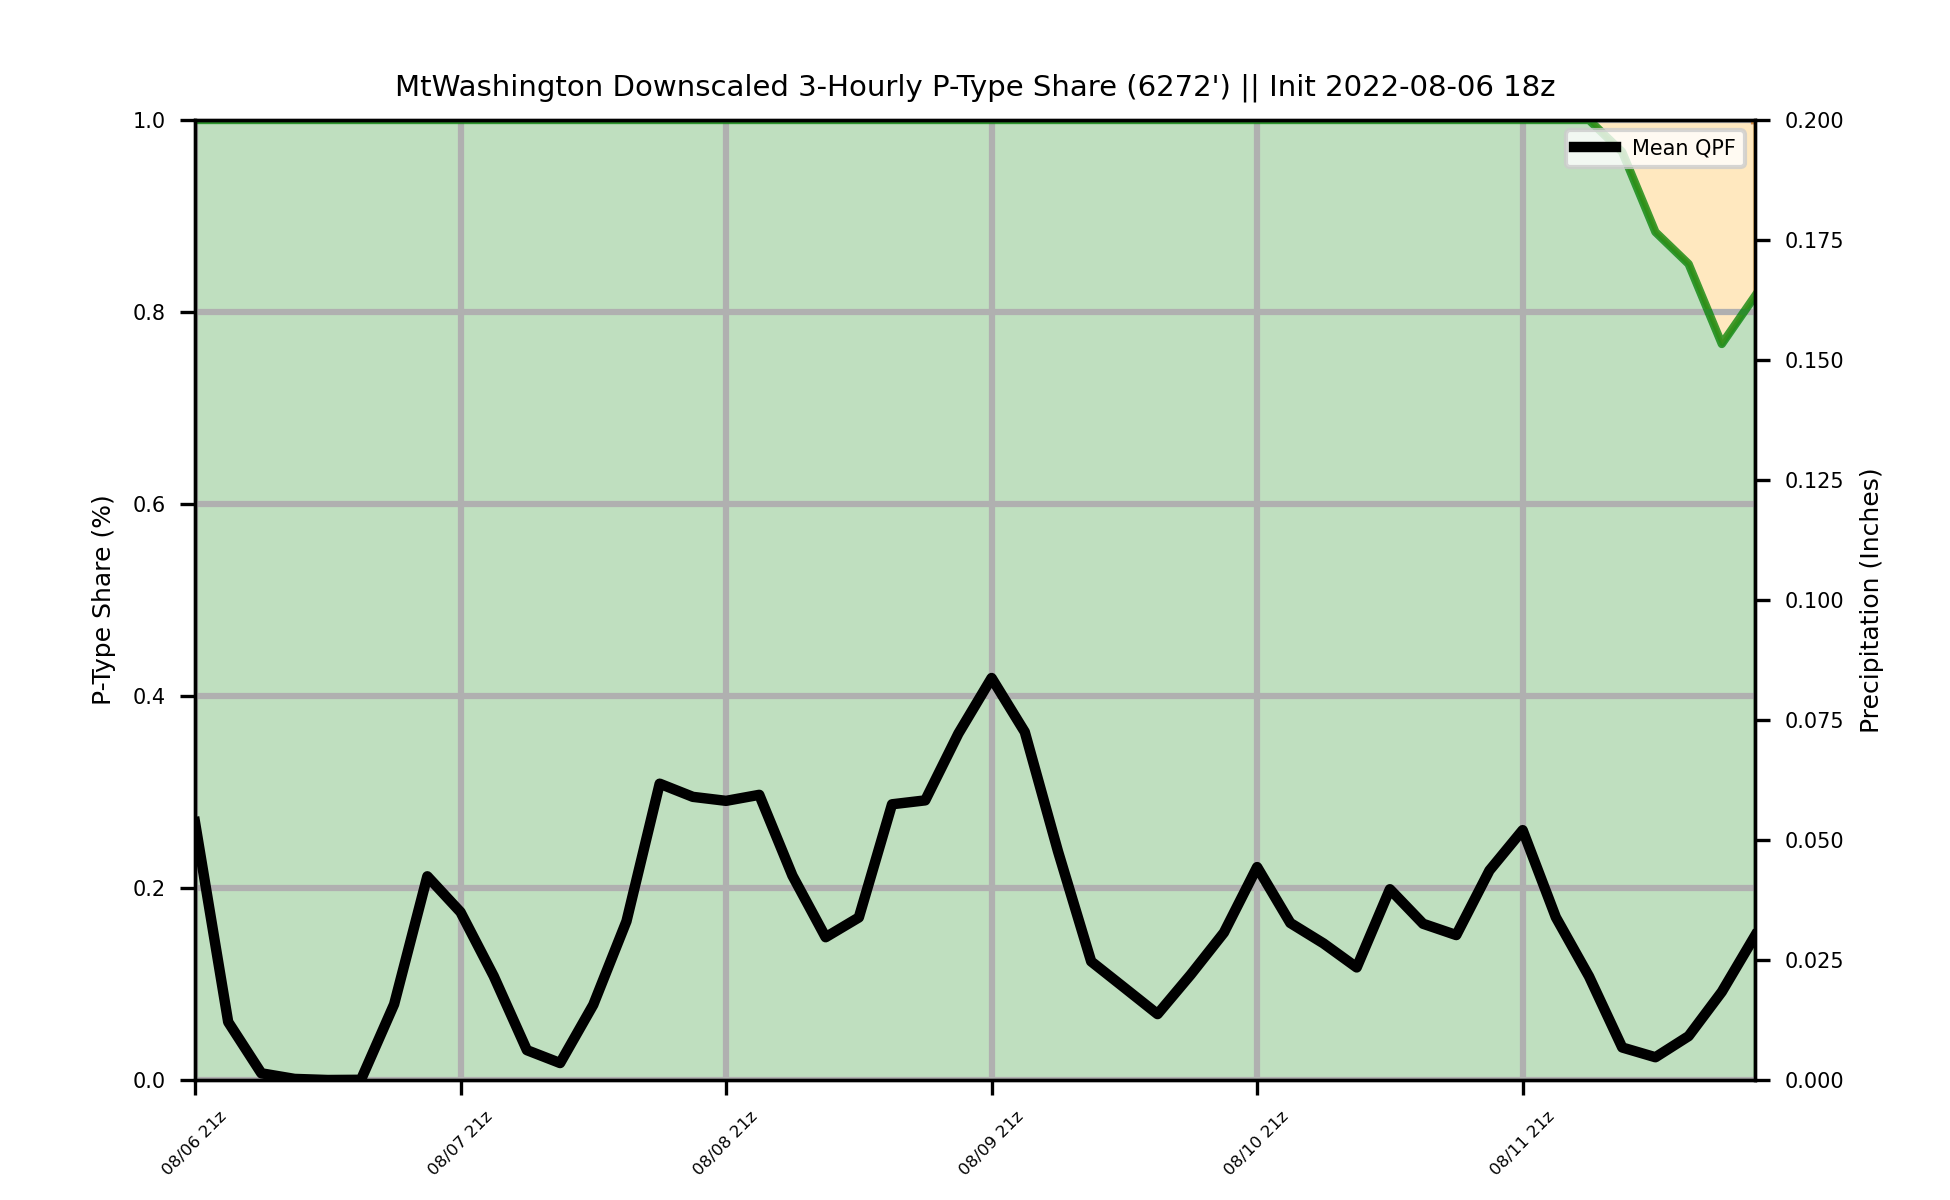 MtWashington Downscaled 3-Hourly P-Type Share (6272') || Init 2022-08-06 18z
Mean QPF
P-Type Share (%)
1.0
0.8
0.6
0.4
0.2
0.0
0.200
0.175
0.150
0.125
0.100
0.075
0.050
0.025
0.000
Precipitation (Inches)
08/06 21z
08/07 21z
08/08 21z
08/09 21z
08/10 21z
08/11 21z